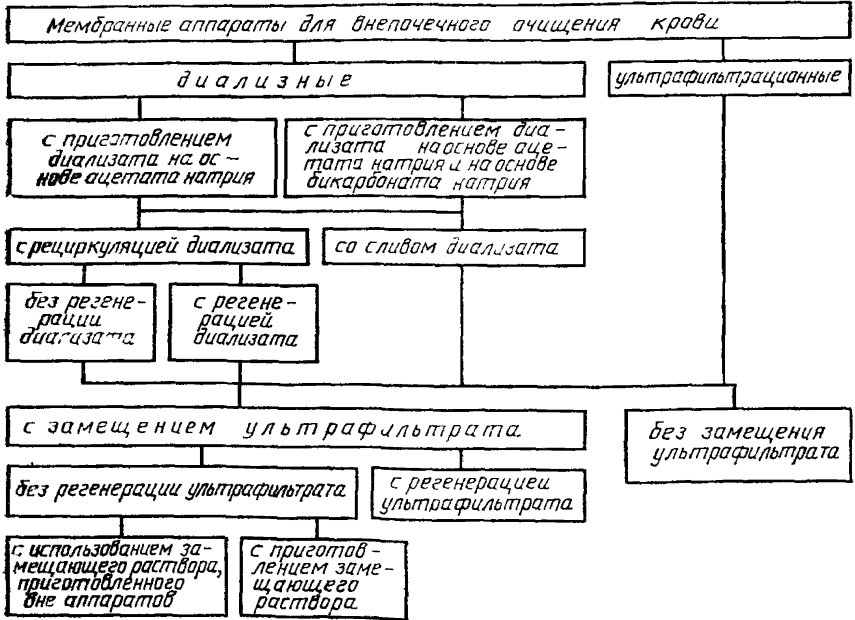 Мембранные аппараты для внепочечного очищения крови
диализные
ультрафильтрационные
с приготовлением
диализата на ос-
нове ацетата натрия
с приготовлением диа-
лизата на основе аце-
тата натрия и на основе
бикарбоната натрия
с рециркуляцией диализата
со сливом диализата
без регене-
рации
диализата
с регене-
рацией
диализата
с замещением ультрафильтрата
без замещения
ультрафильтрата
без регенерации ультрафильтрата
с регенерацией
ультрафильтрата
с использованием за-
мещающего раствора,
приготовленного
вне аппаратов
с приготов-
лением заме-
щающего
раствора